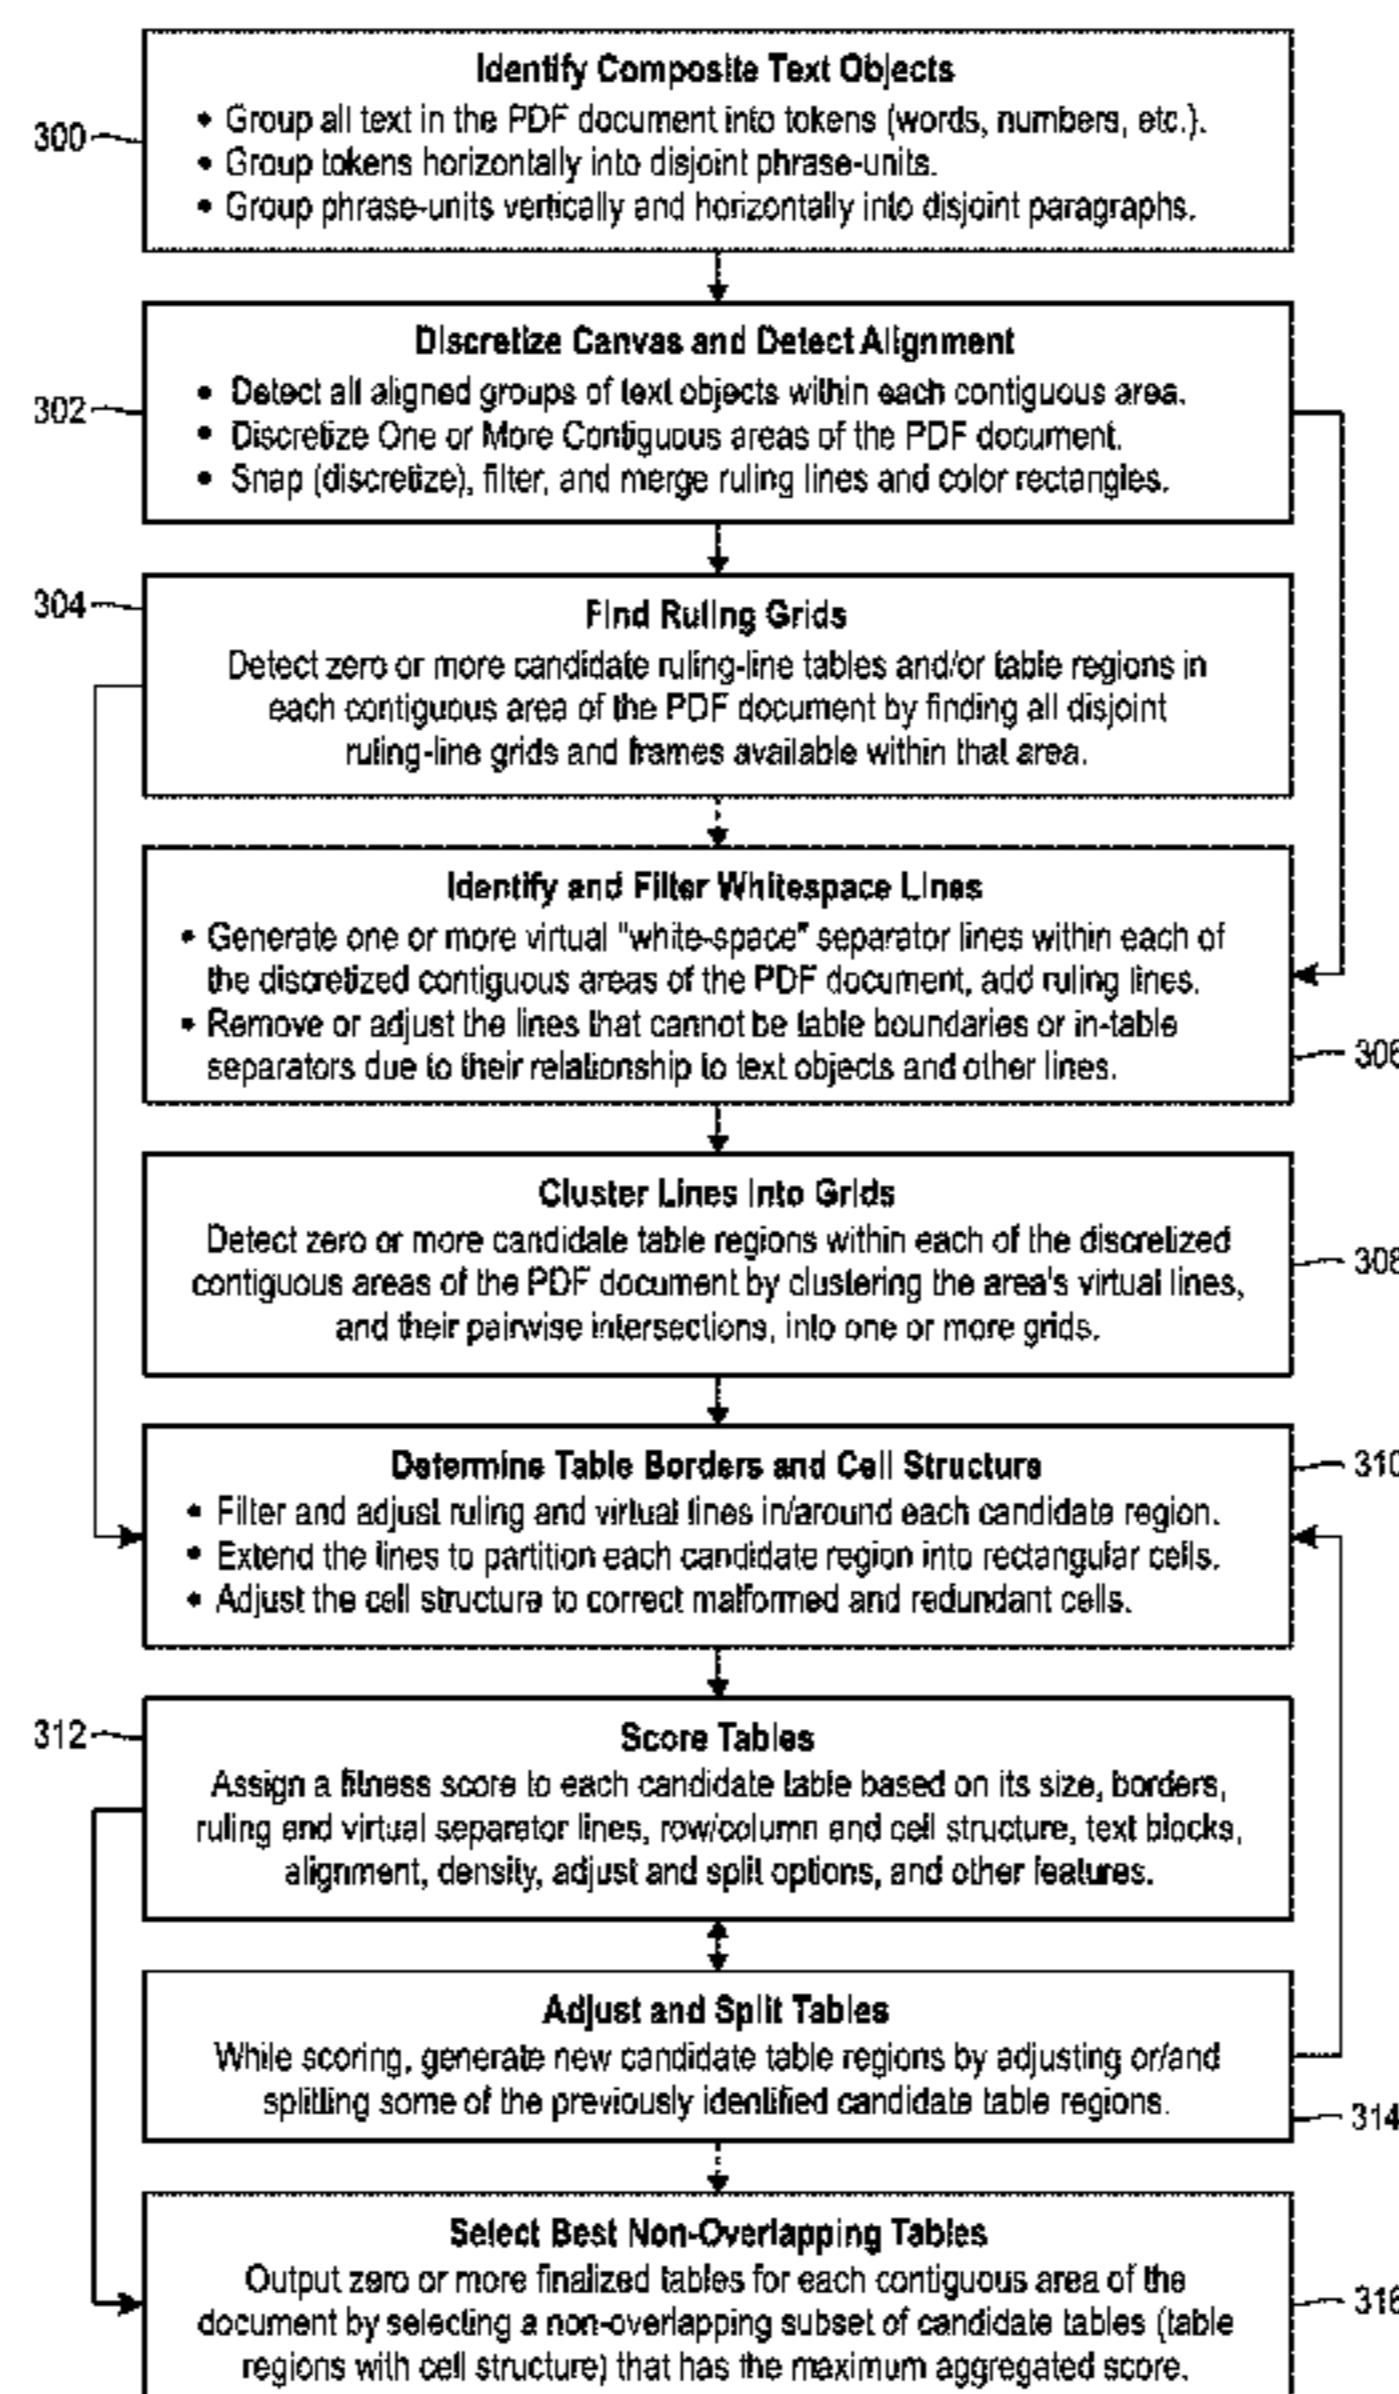 Identify Composite Text Objects
300
• Group all text in the PDF document into tokens (words, numbers, etc.).
• Group tokens horizontally into disjoint phrase-units.
• Group phrase-units vertically and horizontally into disjoint paragraphs.
Discretize Canvas and Detect Alignment
302
• Detect all aligned groups of text objects within each contiguous area.
• Discretize One or More Contiguous areas of the PDF document.
• Snap (discretize), filter, and merge ruling lines and color rectangles.
304
Find Ruling Grids
Detect zero or more candidate ruling-line tables and/or table regions in
each contiguous area of the PDF document by finding all disjoint
ruling-line grids and frames available within that area.
Identify and Filter Whitespace Lines
• Generate one or more virtual "white-space" separator lines within each of
the discretized contiguous areas of the PDF document, add ruling lines.
• Remove or adjust the lines that cannot be table boundaries or in-table
separators due to their relationship to text objects and other lines.
306
Cluster Lines Into Grids
Detect zero or more candidate table regions within each of the discretized
contiguous areas of the PDF document by clustering the area's virtual lines,
and their pairwise intersections, into one or more grids.
308
Determine Table Borders and Cell Structure
310
• Filter and adjust ruling and virtual lines in/around each candidate region.
• Extend the lines to partition each candidate region into rectangular cells.
• Adjust the cell structure to correct malformed and redundant cells.
312
Score Tables
Assign a fitness score to each candidate table based on its size, borders,
ruling and virtual separator lines, row/column and cell structure, text blocks,
alignment, density, adjust and split options, and other features.
Adjust and Split Tables
While scoring, generate new candidate table regions by adjusting or/and
splitting some of the previously identified candidate table regions.
314
Select Best Non-Overlapping Tables
Output zero or more finalized tables for each contiguous area of the
document by selecting a non-overlapping subset of candidate tables (table
regions with cell structure) that has the maximum aggregated score.
316